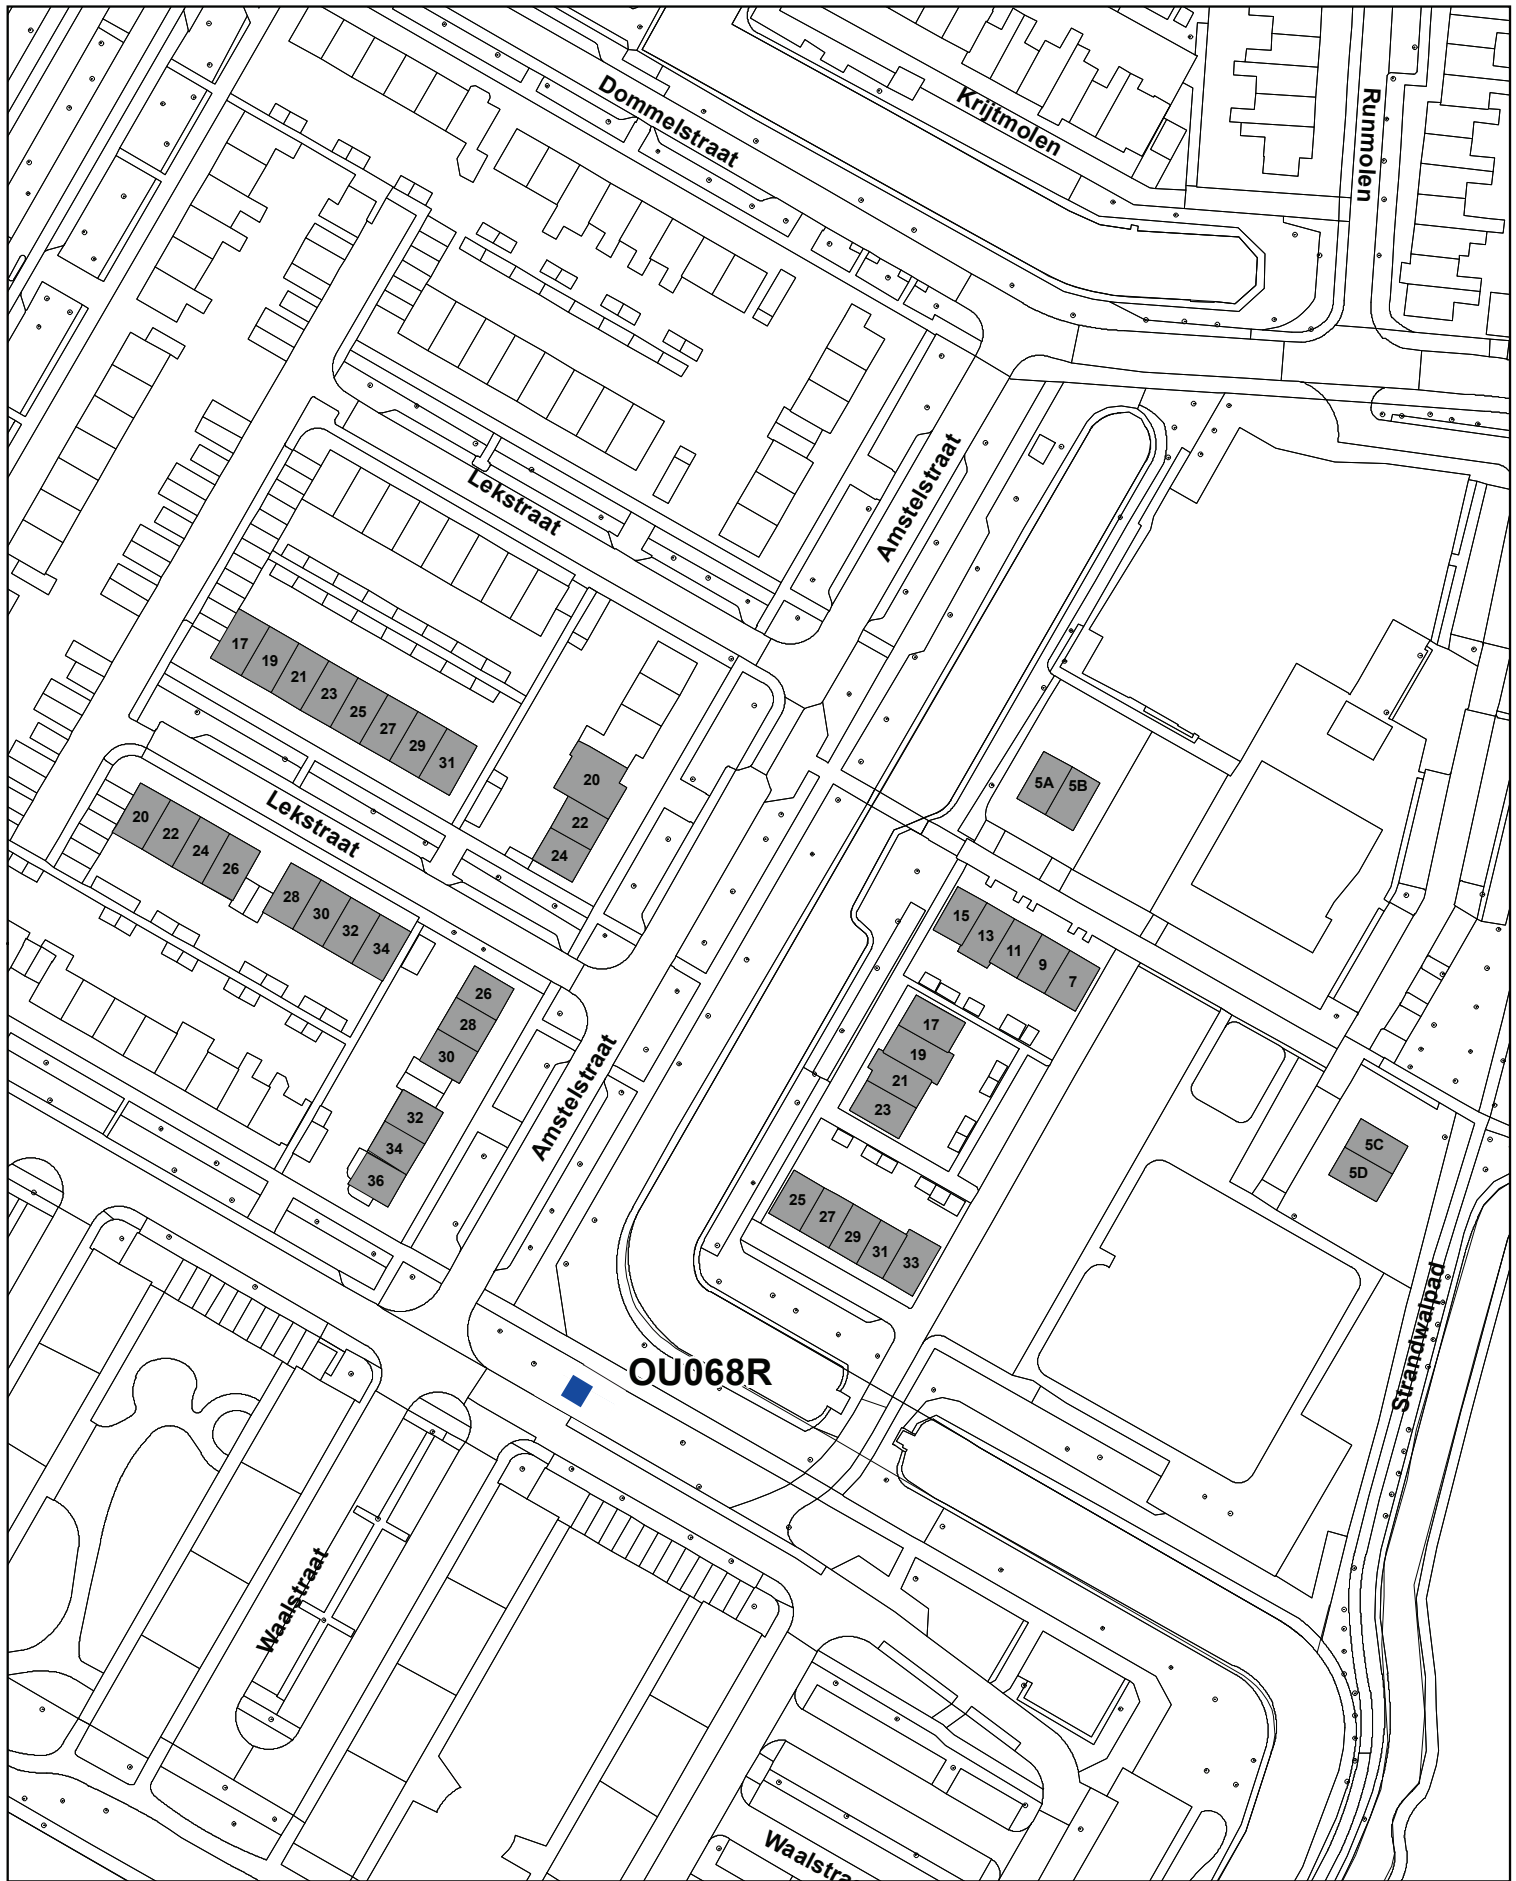 Dommelstraat
Krijtmolen
Runmolen
Lekstraat
Amstelstraat
17
19
21
23
25
27
29
31
20
22
24
5A
5B
Lekstraat
20
22
24
26
28
30
32
34
15
13
11
9
7
26
28
30
32
34
36
Amstelstraat
17
19
21
23
5C
5D
25
27
29
31
33
Strandwalpad
OU068R
Waalstraat
Waalstra